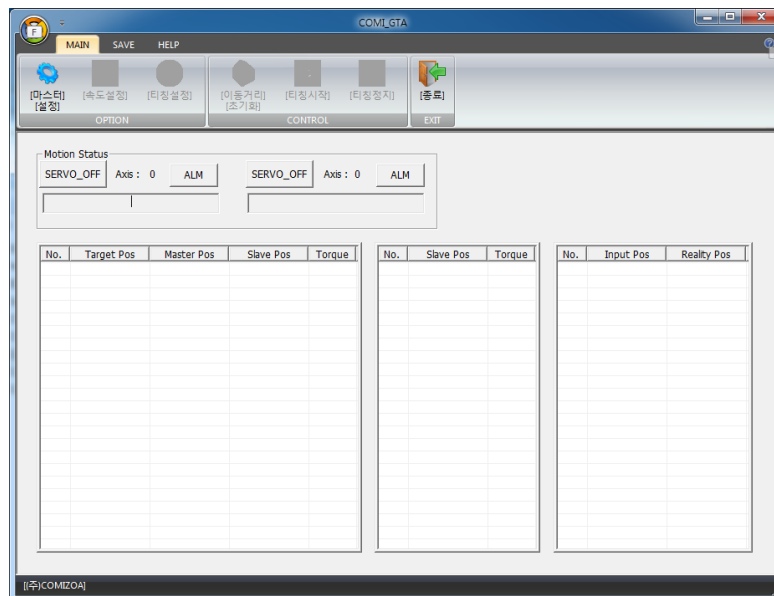 COMI_GTA
F
MAIN SAVE HELP
[마스터] [속도설정] [티칭설정] [이동거리] [티칭시작] [티칭정지] [종료]
[설정] [초기화]
OPTION CONTROL EXIT
Motion Status
SERVO_OFF Axis : 0 ALM SERVO_OFF Axis : 0 ALM
No. Target Pos Master Pos Slave Pos Torque No. Slave Pos Torque No. Input Pos Reality Pos
[(주)COMIZOA]